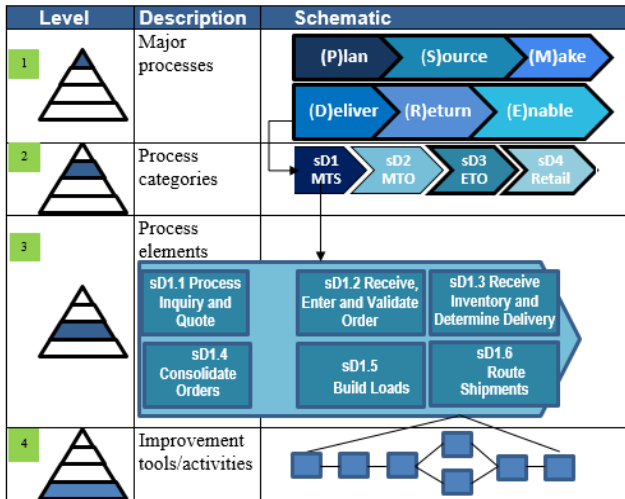 Level Description Schematic
1
Major
processes
(P)lan (S)ource (M)ake
(D)eliver (R)eturn (E)nable
2
Process
categories
sD1 sD2 sD3 sD4
MTS MTO ETO Retail
3
Process
elements
sD1.1 Process
Inquiry and
Quote
sD1.2 Receive,
Enter and Validate
Order
sD1.3 Receive
Inventory and
Determine Delivery
sD1.4
Consolidate
Orders
sD1.5
Build Loads
sD1.6
Route
Shipments
4
Improvement
tools/activities